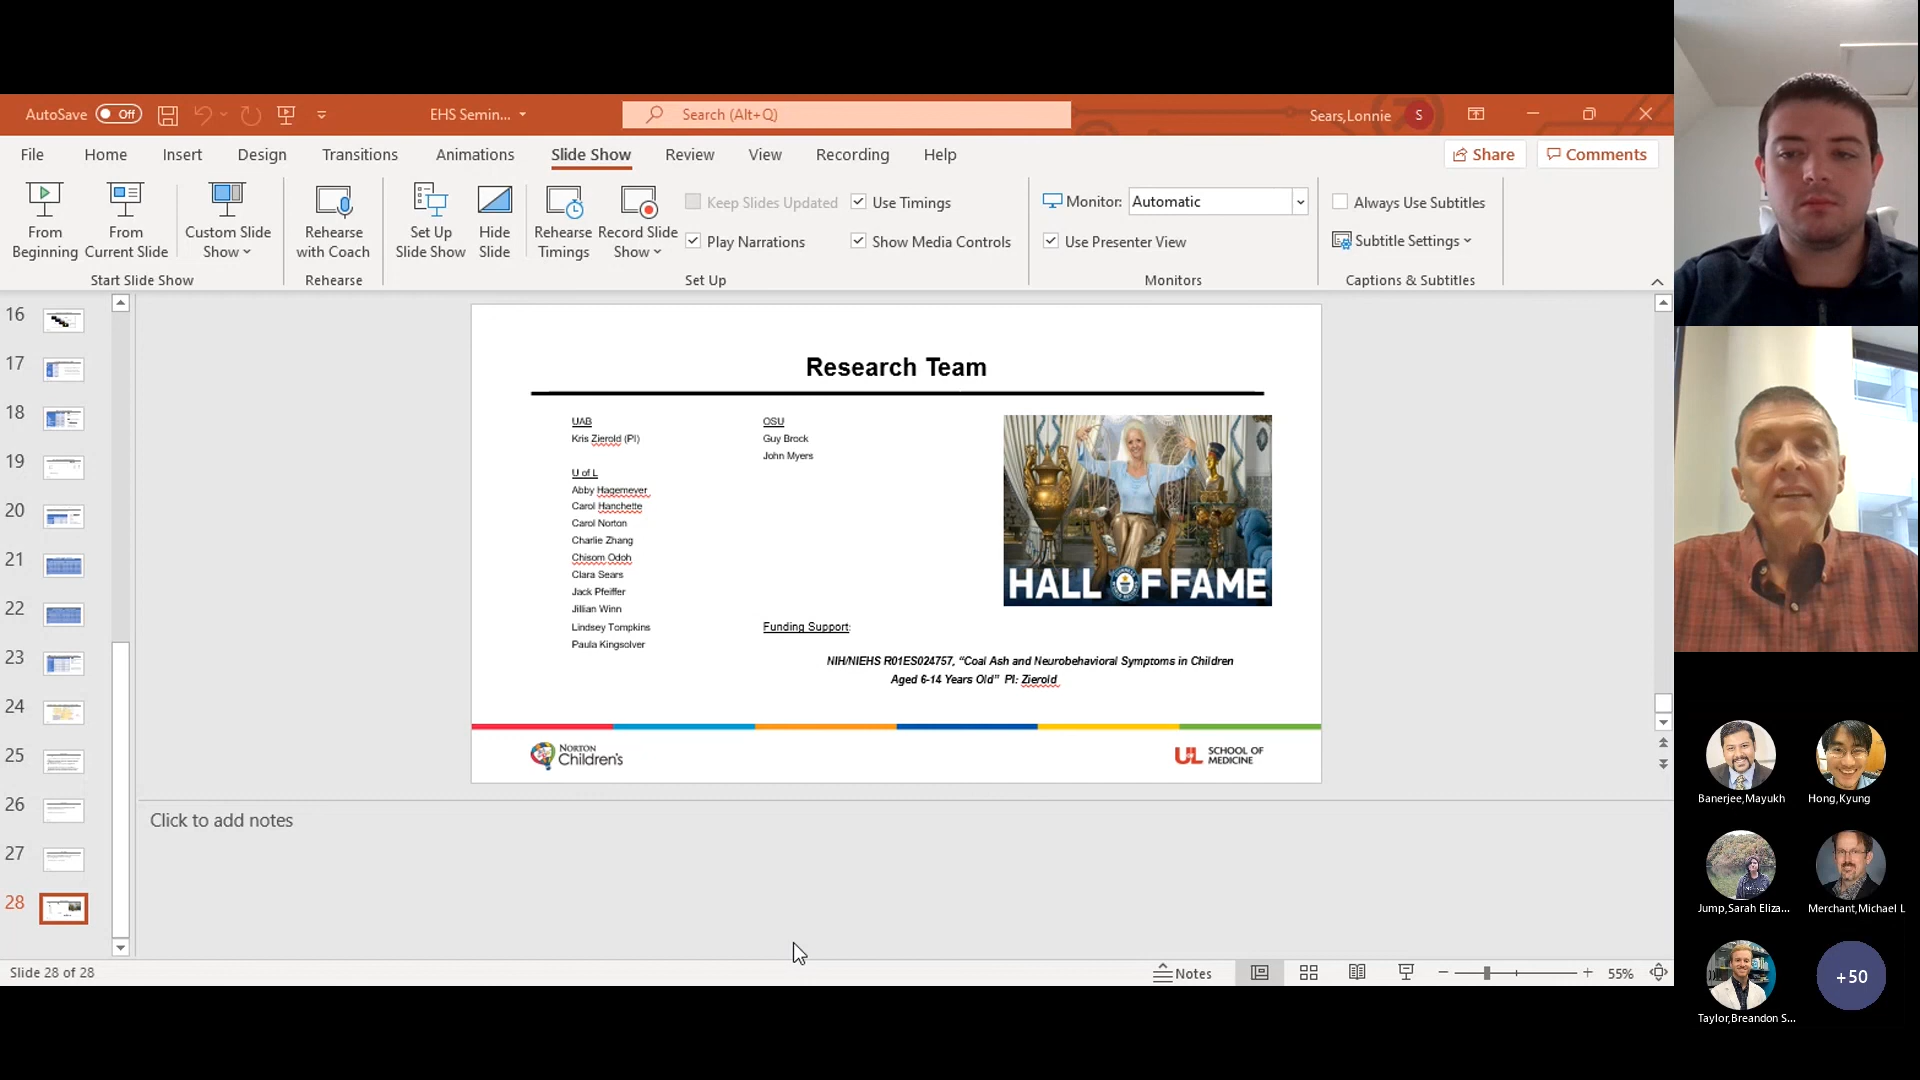 AutoSave Off
EHS Semin...
Search (Alt+Q)
Sears,Lonnie
S
File Home Insert Design Transitions Animations Slide Show Review View Recording Help
Share
Comments
From Beginning
From Current Slide
Custom Slide Show
Start Slide Show
Rehearse with Coach
Rehearse
Set Up Slide Show
Hide Slide
Rehearse Timings
Record Slide Show
Keep Slides Updated
Play Narrations
Use Timings
Show Media Controls
Set Up
Monitor: Automatic
Use Presenter View
Monitors
Always Use Subtitles
Subtitle Settings
Captions & Subtitles
16
17
18
19
20
21
22
23
24
25
26
27
28
Research Team
UAB
Kris Zierold (PI)
U of L
Abby Hagemeyer
Carol Hanchette
Carol Norton
Charlie Zhang
Chisom Odoh
Clara Sears
Jack Pfeiffer
Jillian Winn
Lindsey Tompkins
Paula Kingsolver
OSU
Guy Brock
John Myers
HALL OF FAME
Funding Support:
NIH/NIEHS R01ES024757, “Coal Ash and Neurobehavioral Symptoms in Children
Aged 6-14 Years Old” PI: Zierold
NORTON
Children's
UL SCHOOL OF
MEDICINE
Click to add notes
Slide 28 of 28
Notes
55%
Banerjee,Mayukh
Hong,Kyung
Jump,Sarah Eliza...
Merchant,Michael L
Taylor,Breandon S...
+50